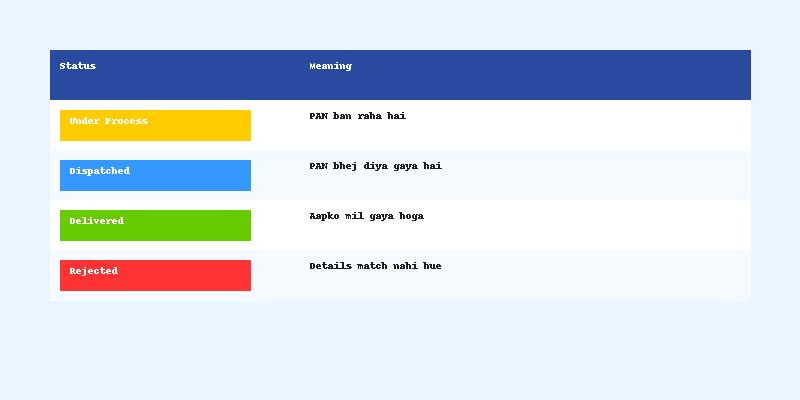 Status Meaning
Under Process PAN ban raha hai
Dispatched PAN bhej diya gaya hai
Delivered Aapko mil gaya hoga
Rejected Details match nahi hue